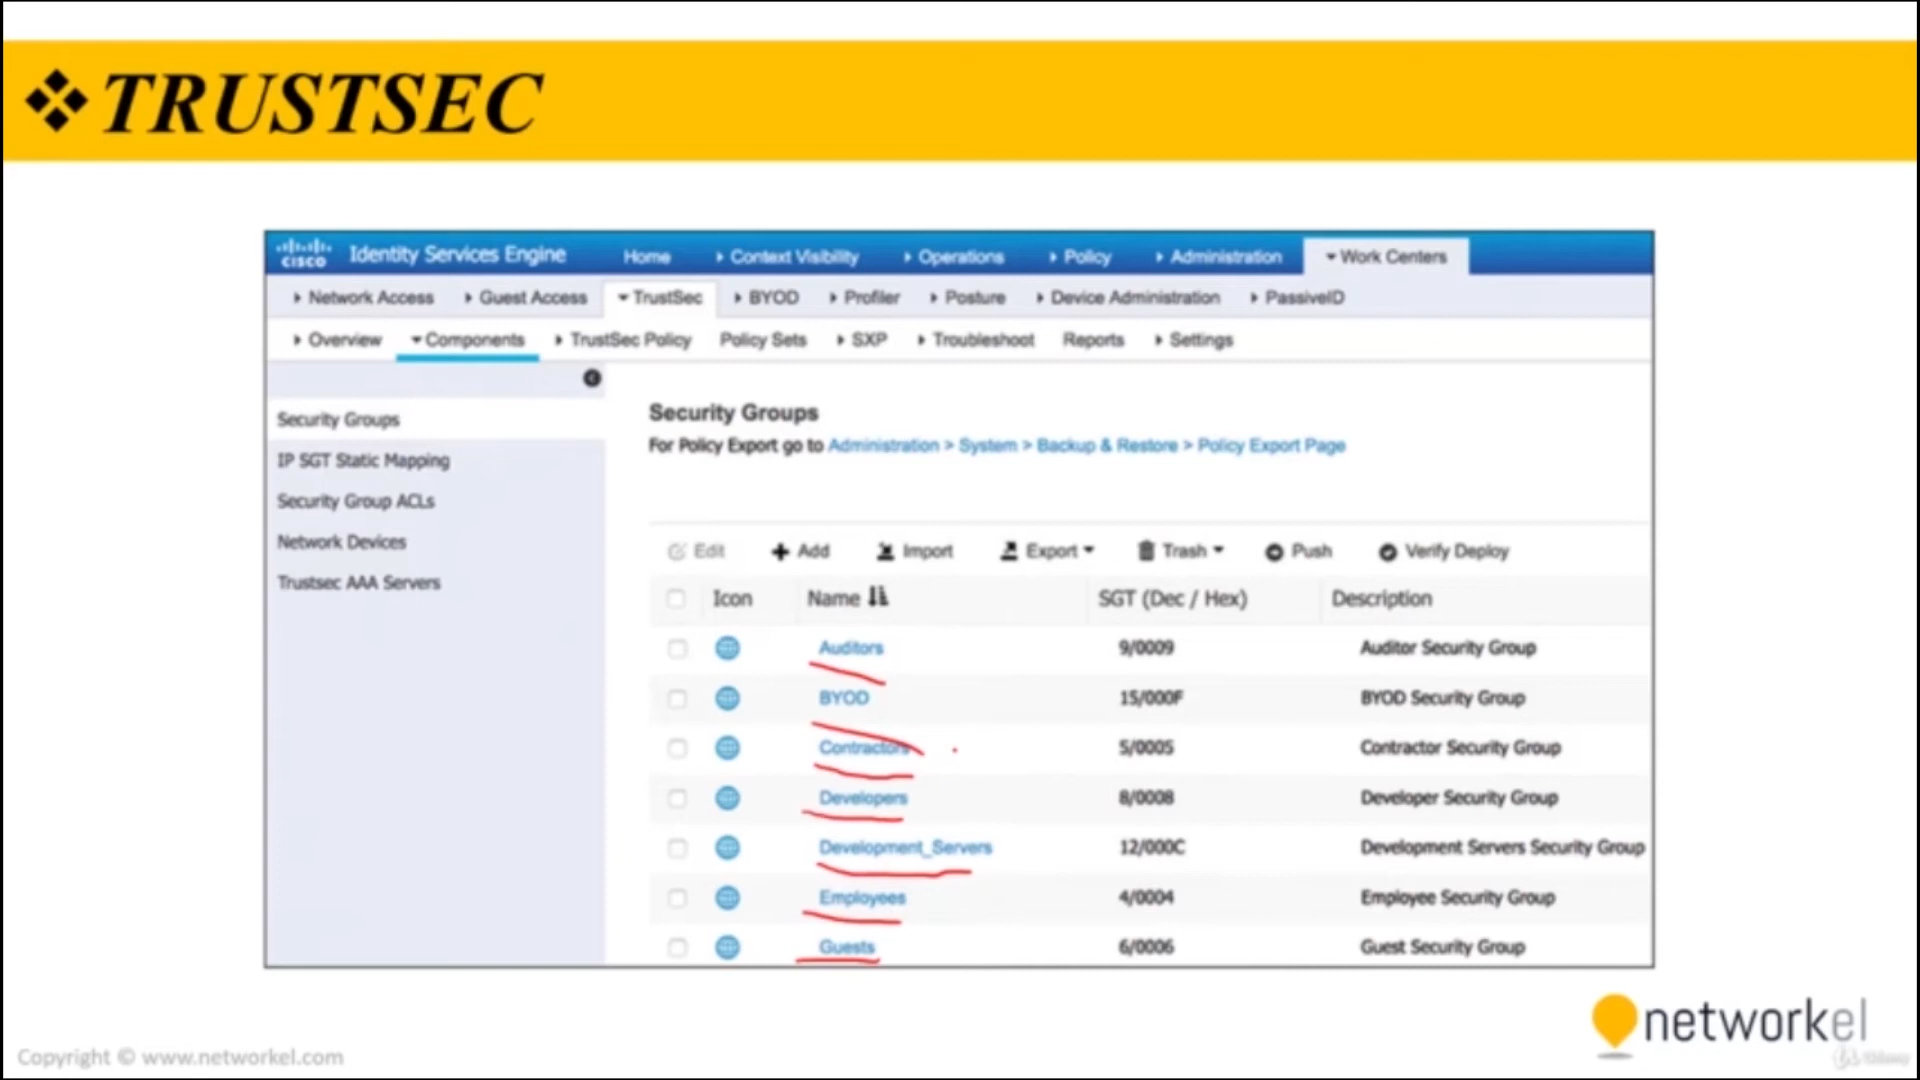 ❖ TRUSTSEC
CISCO Identity Services Engine Home Context Visibility Operations Policy Administration Work Centers
Network Access Guest Access TrustSec BYOD Profiler Posture Device Administration PassiveID
Overview Components TrustSec Policy Policy Sets SXP Troubleshoot Reports Settings
Security Groups
IP SGT Static Mapping
Security Group ACLs
Network Devices
Trustsec AAA Servers
Security Groups
For Policy Export go to Administration > System > Backup & Restore > Policy Export Page
Edit Add Import Export Trash Push Verify Deploy
Icon Name SGT (Dec / Hex) Description
Auditors 9/0009 Auditor Security Group
BYOD 15/000F BYOD Security Group
Contractors 5/0005 Contractor Security Group
Developers 8/0008 Developer Security Group
Development_Servers 12/000C Development Servers Security Group
Employees 4/0004 Employee Security Group
Guests 6/0006 Guest Security Group
networkel
Copyright © www.networkel.com
Udemy